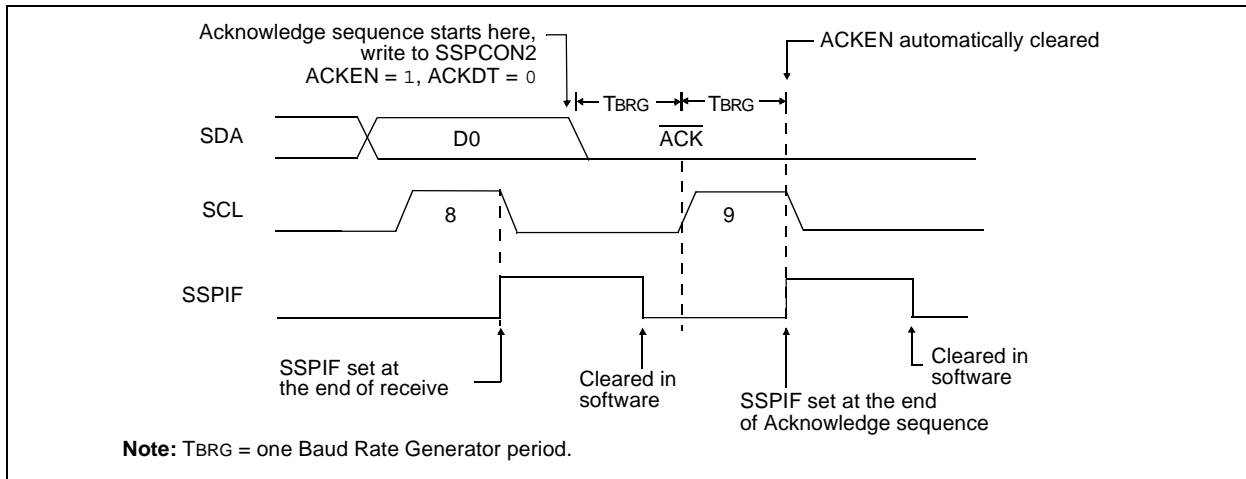 Acknowledge sequence starts here,
write to SSPCON2
ACKEN = 1, ACKDT = 0
ACKEN automatically cleared
TBRG
TBRG
SDA
D0
ACK
SCL
8
9
SSPIF
SSPIF set at
the end of receive
Cleared in
software
SSPIF set at the end
of Acknowledge sequence
Cleared in
software
Note: TBRG = one Baud Rate Generator period.